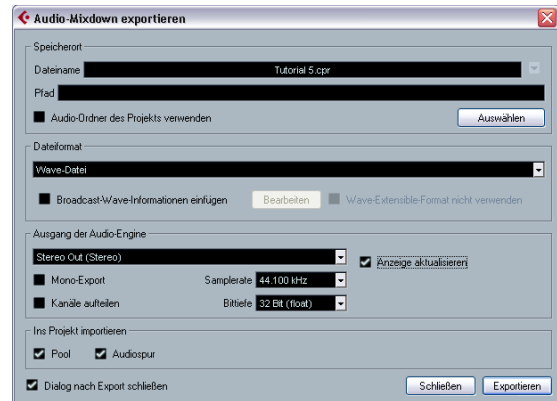 Audio-Mixdown exportieren
Speicherort
Dateiname Tutorial 5.cpr
Pfad
Audio-Ordner des Projekts verwenden Auswählen
Dateiformat
Wave-Datei
Broadcast-Wave-Informationen einfügen Bearbeiten Wave-Extensible-Format nicht verwenden
Ausgang der Audio-Engine
Stereo Out (Stereo) Anzeige aktualisieren
Mono-Export Samplerate 44.100 kHz
Kanäle aufteilen Bittiefe 32 Bit (float)
Ins Projekt importieren
Pool Audiospur
Dialog nach Export schließen Schließen Exportieren